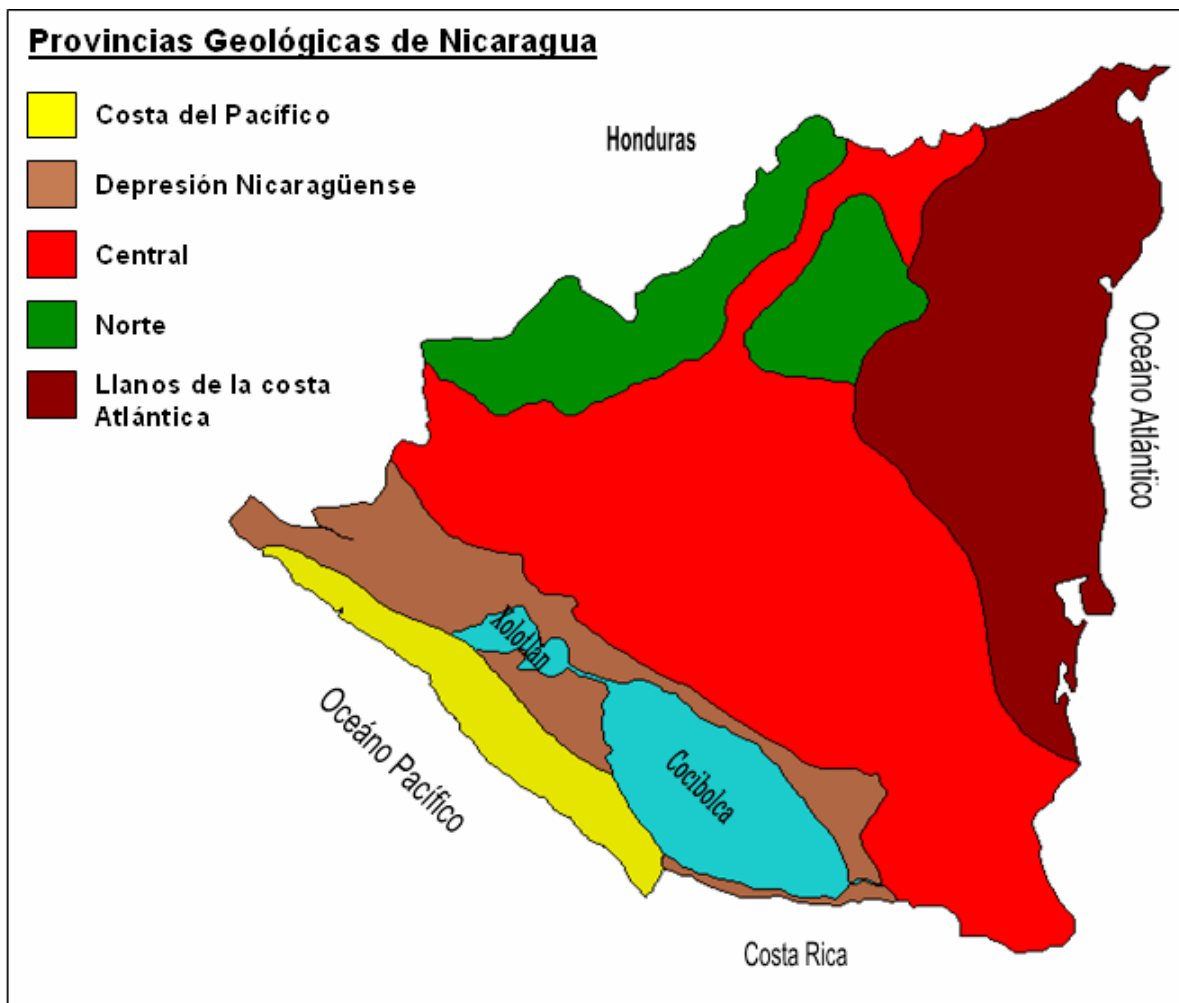 Provincias Geológicas de Nicaragua
Costa del Pacífico
Depresión Nicaragüense
Central
Norte
Llanos de la costa
Atlántica
Honduras
Oceáno Atlántico
Xolotlán
Cocibolca
Oceáno Pacífico
Costa Rica